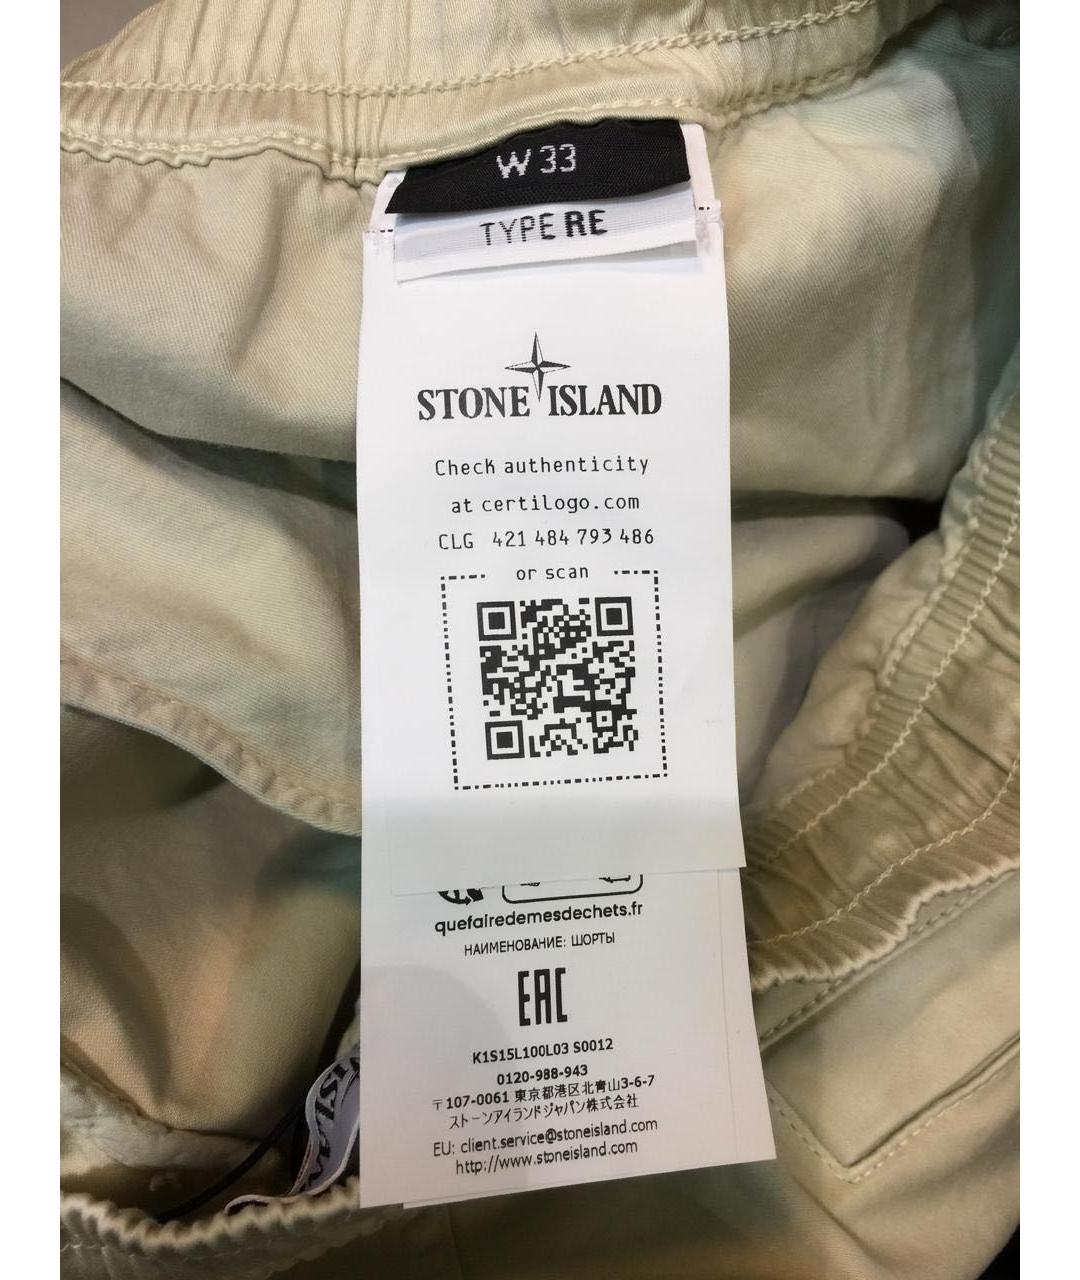 W 33
TYPE RE
STONE ISLAND
Check authenticity
at certilogo.com
CLG 421 484 793 486
or scan
quefairedemesdechets.fr
НАИМЕНОВАНИЕ: ШОРТЫ
EAC
K1S15L100L03 S0012
0120-988-943
〒107-0061 東京都港区北青山3-6-7
ストーンアイランドジャパン株式会社
EU: client.service@stoneisland.com
http://www.stoneisland.com